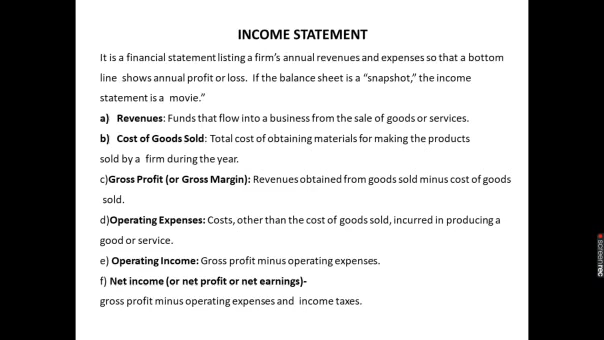 INCOME STATEMENT
It is a financial statement listing a firm's annual revenues and expenses so that a bottom
line shows annual profit or loss. If the balance sheet is a “snapshot,” the income
statement is a movie.”
a) Revenues: Funds that flow into a business from the sale of goods or services.
b) Cost of Goods Sold: Total cost of obtaining materials for making the products
sold by a firm during the year.
c)Gross Profit (or Gross Margin): Revenues obtained from goods sold minus cost of goods
sold.
d)Operating Expenses: Costs, other than the cost of goods sold, incurred in producing a
good or service.
e) Operating Income: Gross profit minus operating expenses.
f) Net income (or net profit or net earnings)-
gross profit minus operating expenses and income taxes.
screenrec